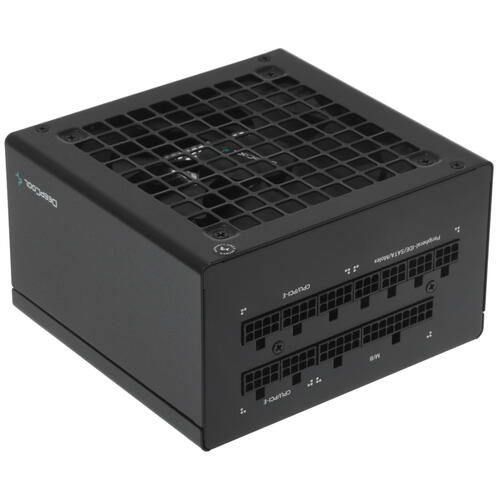 DEEPCOOL
Peripheral-IDE/SATA/Molex
CPU/PCI-E
M/B
CPU/PCI-E